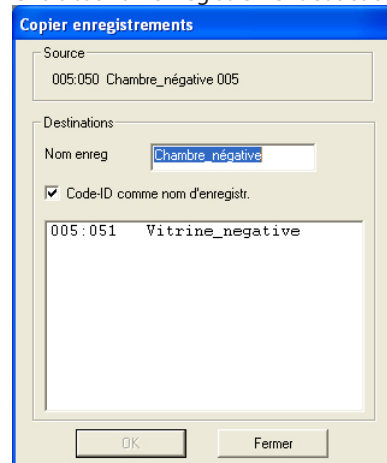 Copier enregistrements
Source
005:050 Chambre_négative 005
Destinations
Nom enreg Chambre_négative
Code-ID comme nom d'enregistr.
005:051 Vitrine_negative
OK Fermer